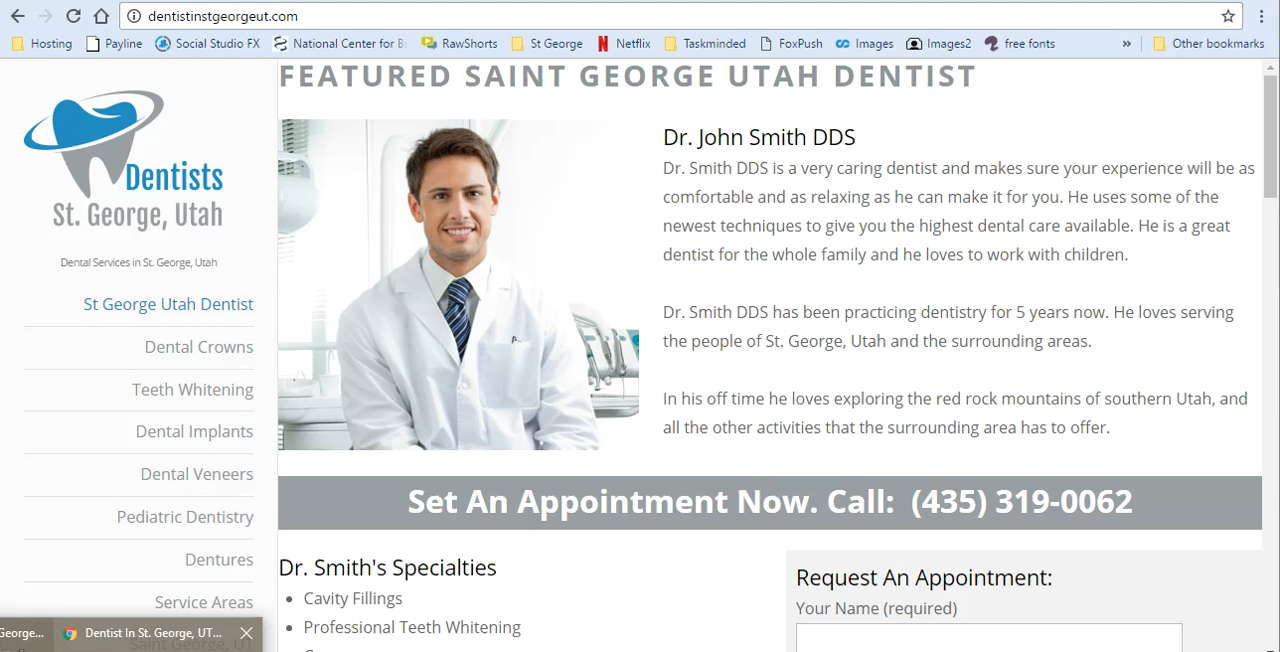 dentistinstgeorgeut.com
Hosting
Payline
Social Studio FX
National Center for
RawShorts
St George
Netflix
Taskminded
FoxPush
Images
Images2
free fonts
»
Other bookmarks
Dentists
St. George, Utah
Dental Services in St. George, Utah
St George Utah Dentist
Dental Crowns
Teeth Whitening
Dental Implants
Dental Veneers
Pediatric Dentistry
Dentures
Service Areas
Saint George, UT
George...
Dentist In St. George, UT...
FEATURED SAINT GEORGE UTAH DENTIST
Dr. John Smith DDS
Dr. Smith DDS is a very caring dentist and makes sure your experience will be as
comfortable and as relaxing as he can make it for you. He uses some of the
newest techniques to give you the highest dental care available. He is a great
dentist for the whole family and he loves to work with children.
Dr. Smith DDS has been practicing dentistry for 5 years now. He loves serving
the people of St. George, Utah and the surrounding areas.
In his off time he loves exploring the red rock mountains of southern Utah, and
all the other activities that the surrounding area has to offer.
Set An Appointment Now. Call: (435) 319-0062
Dr. Smith's Specialties
• Cavity Fillings
• Professional Teeth Whitening
Request An Appointment:
Your Name (required)